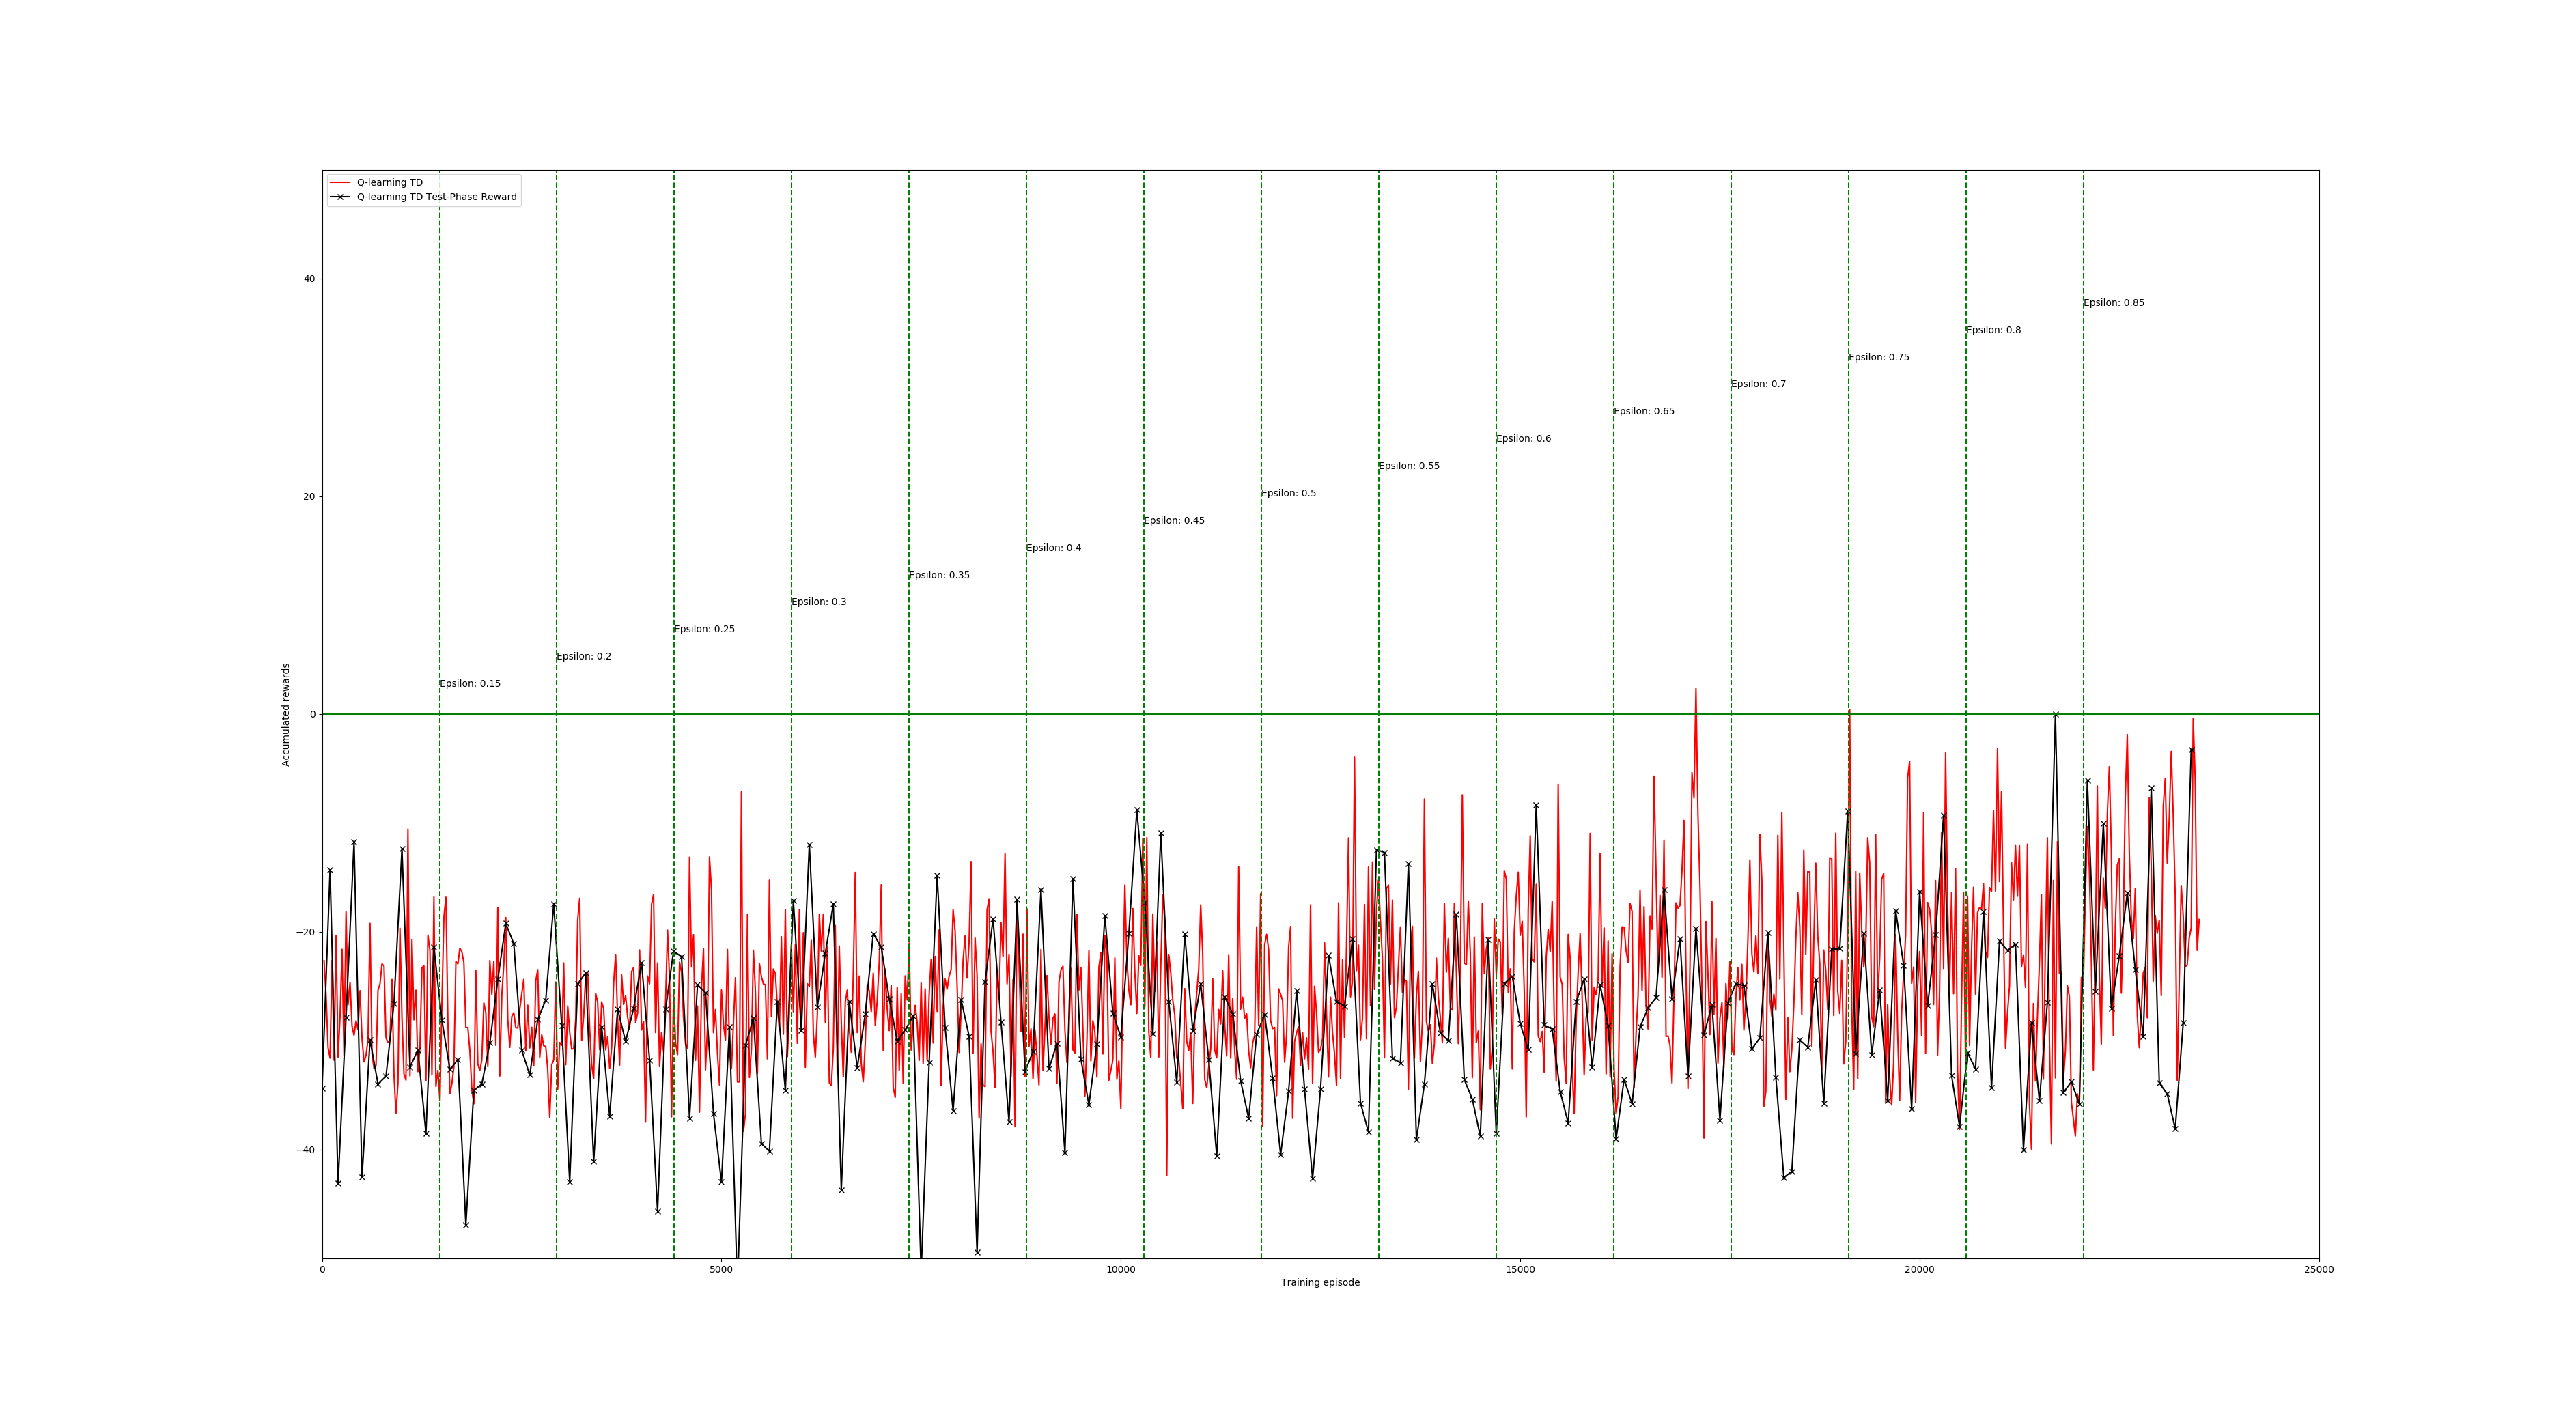 Q-learning TD
Q-learning TD Test-Phase Reward
40
20
0
−20
−40
Accumulated rewards
Epsilon: 0.15
Epsilon: 0.2
Epsilon: 0.25
Epsilon: 0.3
Epsilon: 0.35
Epsilon: 0.4
Epsilon: 0.45
Epsilon: 0.5
Epsilon: 0.55
Epsilon: 0.6
Epsilon: 0.65
Epsilon: 0.7
Epsilon: 0.75
Epsilon: 0.8
Epsilon: 0.85
0
5000
10000
15000
20000
25000
Training episode